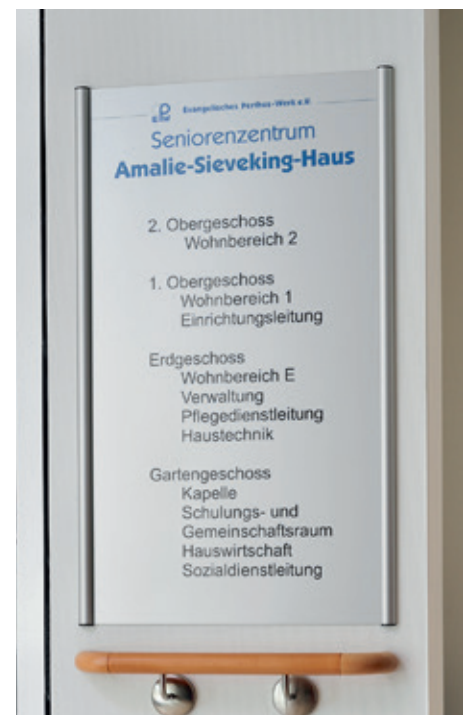 Evangelisches Perthes-Werk e.V.
Seniorenzentrum
Amalie-Sieveking-Haus
2. Obergeschoss
Wohnbereich 2
1. Obergeschoss
Wohnbereich 1
Einrichtungsleitung
Erdgeschoss
Wohnbereich E
Verwaltung
Pflegedienstleitung
Haustechnik
Gartengeschoss
Kapelle
Schulungs- und
Gemeinschaftsraum
Hauswirtschaft
Sozialdienstleitung